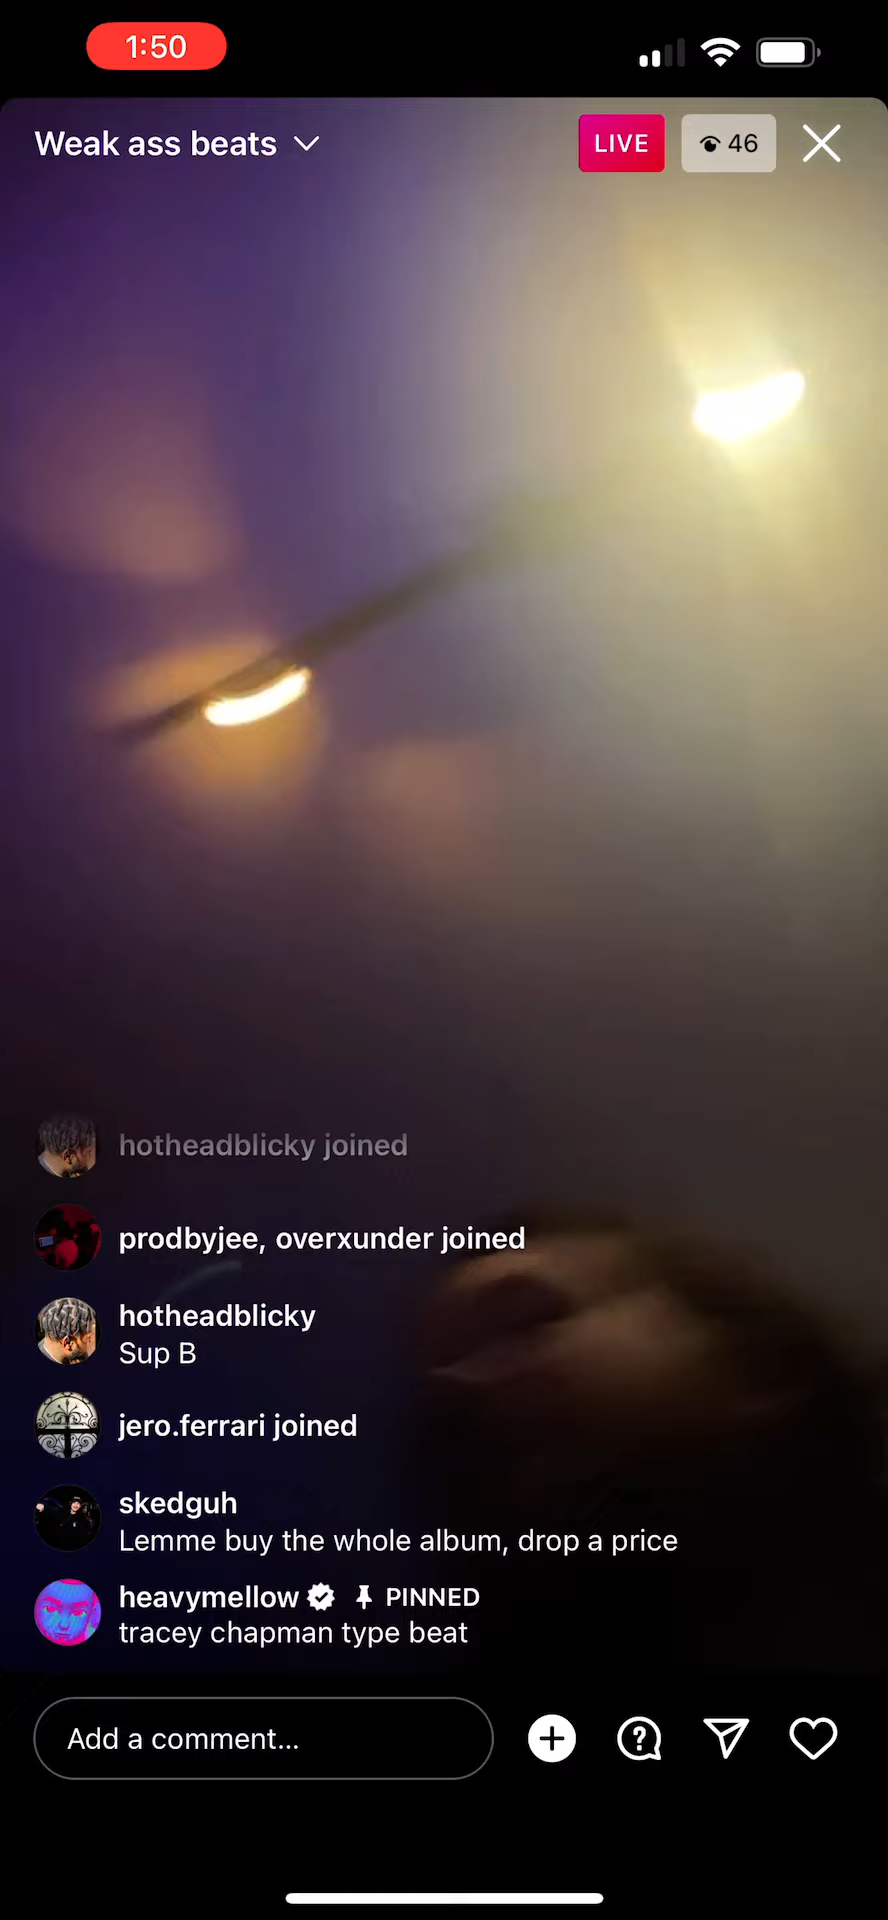 1:50
Weak ass beats
LIVE
46
hotheadblicky joined
prodbyjee, overxunder joined
hotheadblicky
Sup B
jero.ferrari joined
skedguh
Lemme buy the whole album, drop a price
heavymellow PINNED
tracey chapman type beat
Add a comment...